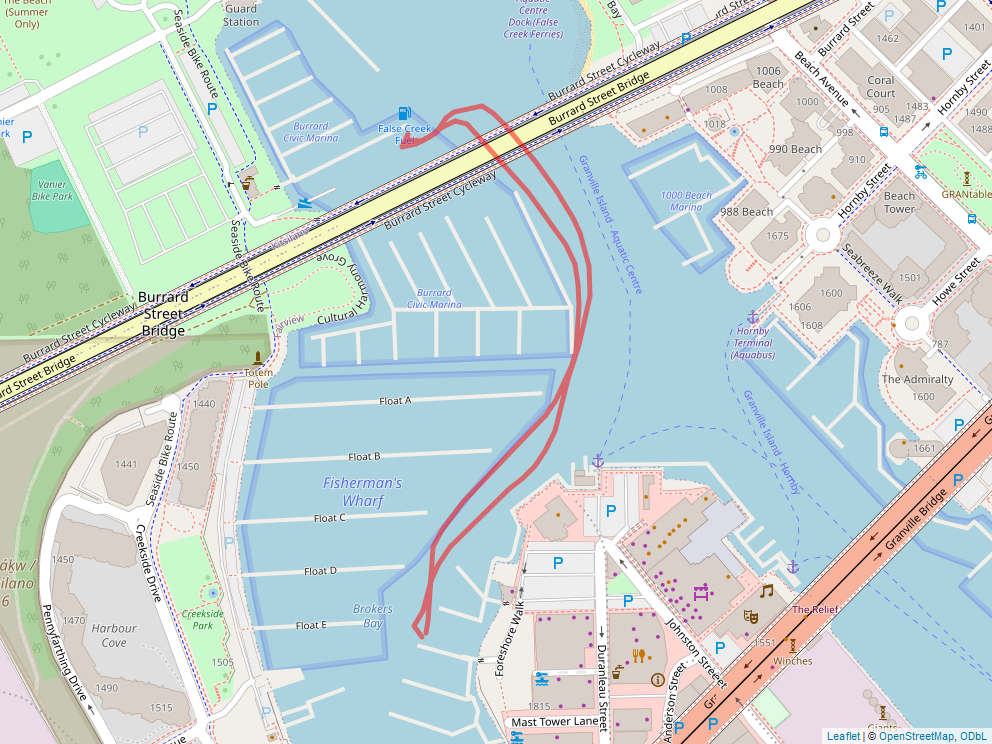 The Beach
(Summer
Only)
Guard
Station
Seaside Bike Route
Aquatic
Centre
Dock (False
Creek Ferries)
Bay
Burrard Street Cycleway
Burrard Street Bridge
Burrard Street
1462
1401
Beach Avenue
1006
Beach
1008
1018
1000
998
990 Beach
910
988 Beach
1675
Coral
Court
905
1483
1490
1488
1447
Hornby Street
Hornby Street
GRANtable
Beach
Tower
Seabreeze Walk
1501
Howe Street
1600
1606
1608
787
The Admiralty
1600
1661
Burrard
Civic Marina
False Creek
Fuel
P
P
P
P
P
Vanier
Bike Park
Burrard Street Cycleway
Kitsilano
Seaside Bike Route
Granville Island - Aquatic Centre
1000 Beach
Marina
Hornby
Terminal
(Aquabus)
Granville Island - Hornby
Burrard
Civic Marina
Cultural Harmony Grove
Fairview
Burrard
Street
Bridge
Burrard Street Cycleway
Totem
Pole
1440
1441
1450
Seaside Bike Route
Float A
Float B
Fisherman's
Wharf
Float C
Float D
Float E
Brokers
Bay
P
P
P
P
P
P
P
P
P
Granville Bridge
1450
1470
Creekside Drive
Creekside
Park
Harbour
Cove
1490
1505
1515
Pennyfarthing Drive
Foreshore Walk
Duranleau Street
Johnston Street
Anderson Street
Mast Tower Lane
1815
1551
The Relief
Winches
Giants
Leaflet | © OpenStreetMap, ODbL